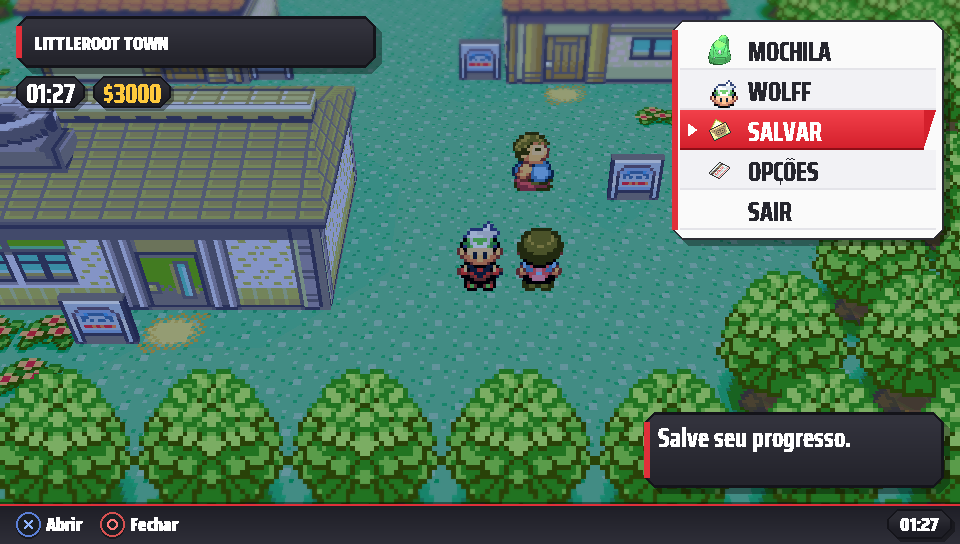 LITTLEROOT TOWN
01:27
$3000
MOCHILA
WOLFF
SALVAR
OPÇÕES
SAIR
Salve seu progresso.
Abrir
Fechar
01:27